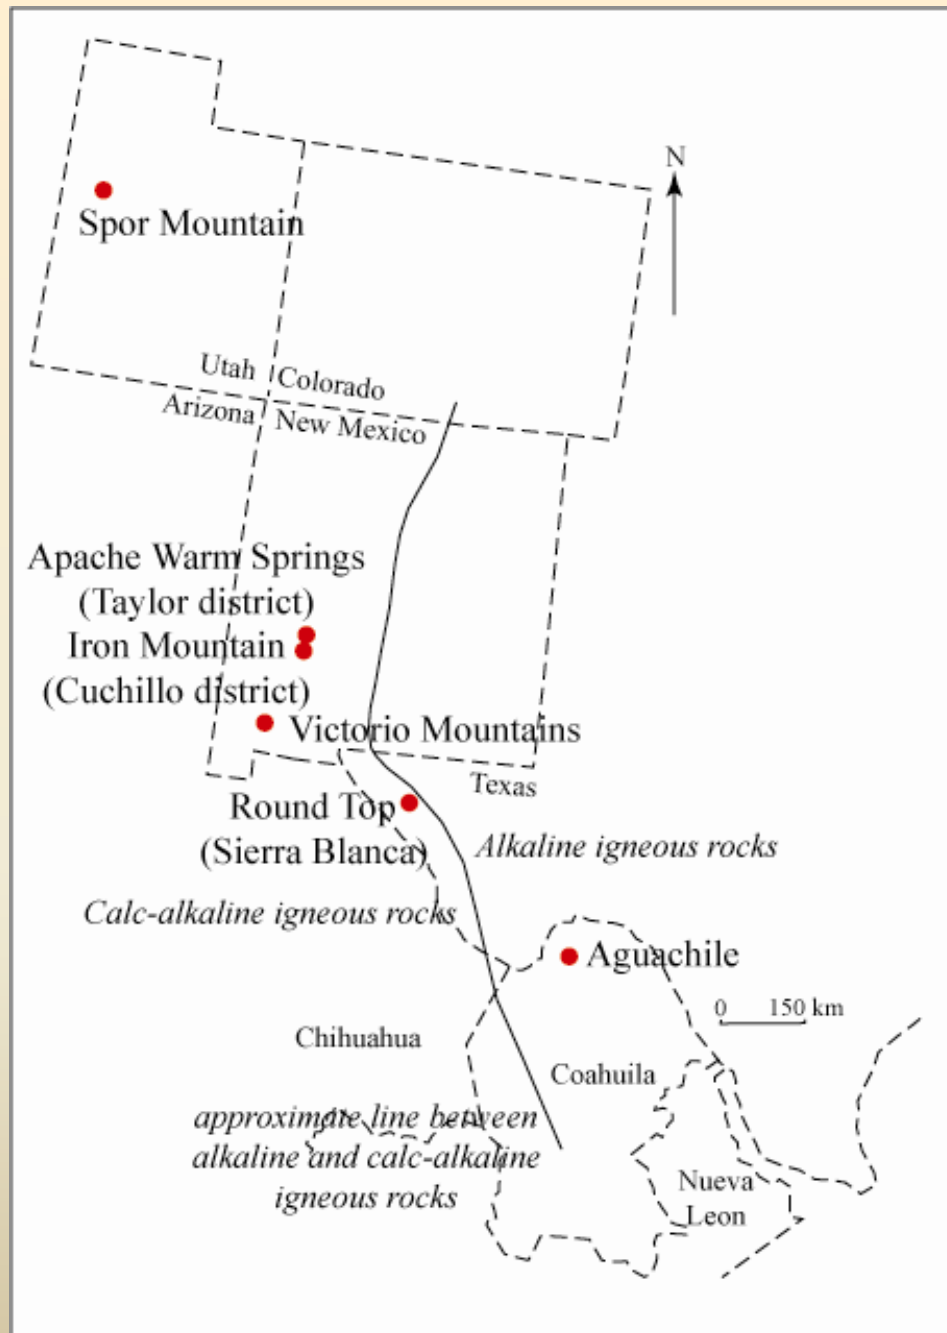 N
Spor Mountain
Utah
Colorado
Arizona
New Mexico
Apache Warm Springs
(Taylor district)
Iron Mountain
(Cuchillo district)
Victorio Mountains
Texas
Round Top
(Sierra Blanca)
Alkaline igneous rocks
Calc-alkaline igneous rocks
Aguachile
0 150 km
Chihuahua
Coahuila
approximate line between
alkaline and calc-alkaline
igneous rocks
Nueva
Leon